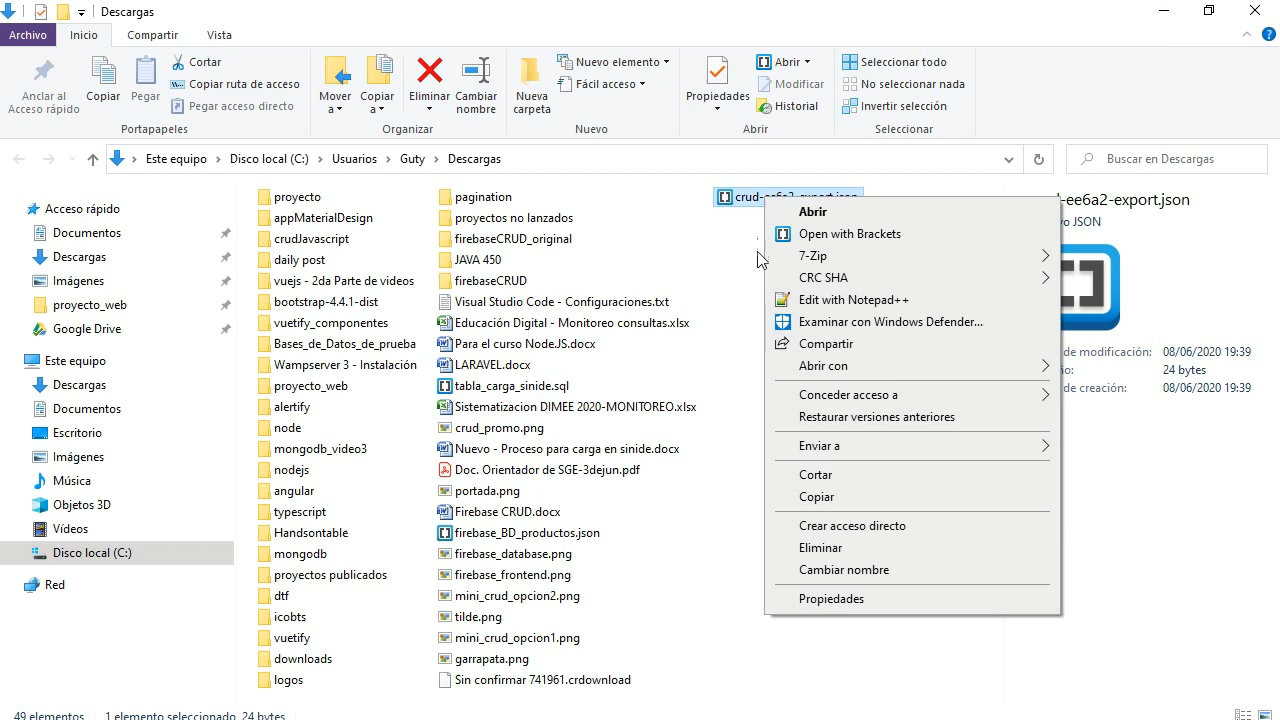 Descargas
Archivo
Inicio
Compartir
Vista
Anclar al
Acceso rápido
Copiar
Pegar
Cortar
Copiar ruta de acceso
Pegar acceso directo
Portapapeles
Mover
a
Copiar
a
Eliminar
Cambiar
nombre
Organizar
Nueva
carpeta
Nuevo elemento
Fácil acceso
Nuevo
Propiedades
Abrir
Modificar
Historial
Abrir
Seleccionar todo
No seleccionar nada
Invertir selección
Seleccionar
Este equipo
Disco local (C:)
Usuarios
Guty
Descargas
Buscar en Descargas
Acceso rápido
Documentos
Descargas
Imágenes
proyecto_web
Google Drive
Este equipo
Descargas
Documentos
Escritorio
Imágenes
Música
Objetos 3D
Vídeos
Disco local (C:)
Red
proyecto
appMaterialDesign
crudJavascript
daily post
vuejs - 2da Parte de videos
bootstrap-4.4.1-dist
vuetify_componentes
Bases_de_Datos_de_prueba
Wampserver 3 - Instalación
proyecto_web
alertify
node
mongodb_video3
nodejs
angular
typescript
Handsontable
mongodb
proyectos publicados
dtf
icobts
vuetify
downloads
logos
pagination
proyectos no lanzados
firebaseCRUD_original
JAVA 450
firebaseCRUD
Visual Studio Code - Configuraciones.txt
Educación Digital - Monitoreo consultas.xlsx
Para el curso Node.JS.docx
LARAVEL.docx
tabla_carga_sinide.sql
Sistematizacion DIMEE 2020-MONITOREO.xlsx
crud_promo.png
Nuevo - Proceso para carga en sinide.docx
Doc. Orientador de SGE-3dejun.pdf
portada.png
Firebase CRUD.docx
firebase_BD_productos.json
firebase_database.png
firebase_frontend.png
mini_crud_opcion2.png
tilde.png
mini_crud_opcion1.png
garrapata.png
Sin confirmar 741961.crdownload
crud-ee6a2-export.json
Abrir
Open with Brackets
7-Zip
CRC SHA
Edit with Notepad++
Examinar con Windows Defender...
Compartir
Abrir con
Conceder acceso a
Restaurar versiones anteriores
Enviar a
Cortar
Copiar
Crear acceso directo
Eliminar
Cambiar nombre
Propiedades
-ee6a2-export.json
JSON
de modificación: 08/06/2020 19:39
24 bytes
de creación: 08/06/2020 19:39
49 elementos
1 elemento seleccionado 24 bytes